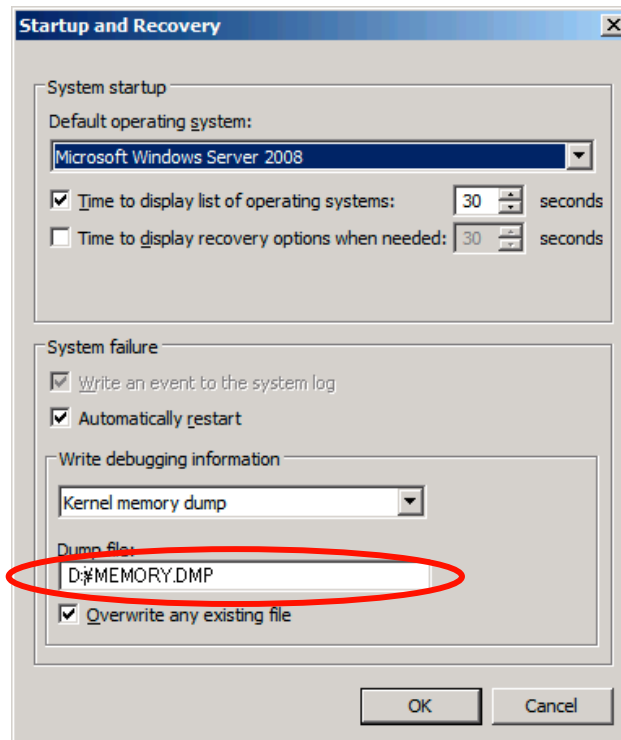 Startup and Recovery
System startup
Default operating system:
Microsoft Windows Server 2008
Time to display list of operating systems: 30 seconds
Time to display recovery options when needed: 30 seconds
System failure
Write an event to the system log
Automatically restart
Write debugging information
Kernel memory dump
Dump file:
D:¥MEMORY.DMP
Overwrite any existing file
OK Cancel